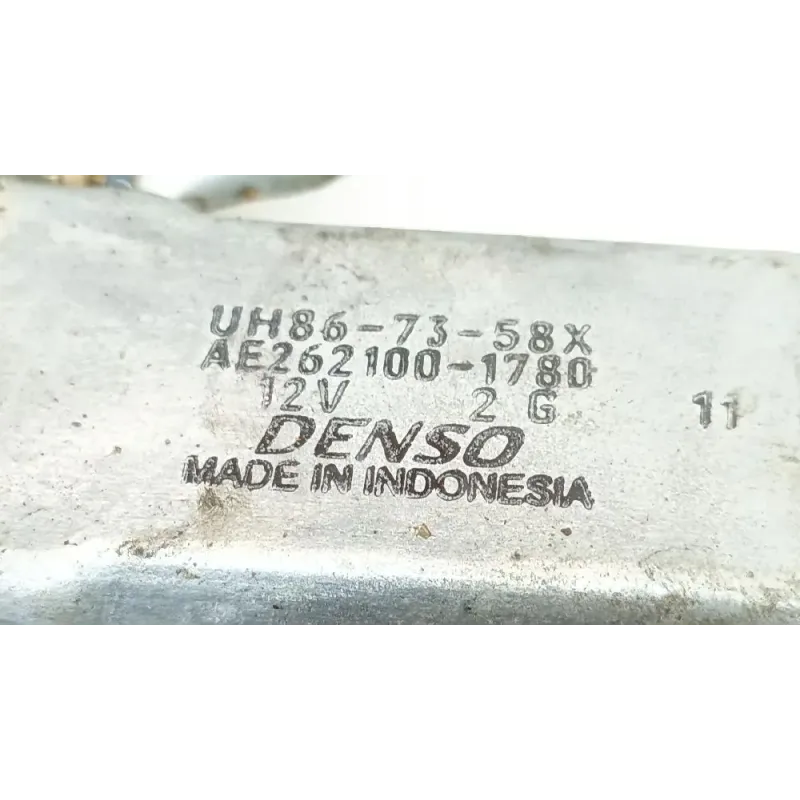 UH86-73-58X
AE262100-1780
12V 2 G 11
DENSO
MADE IN INDONESIA